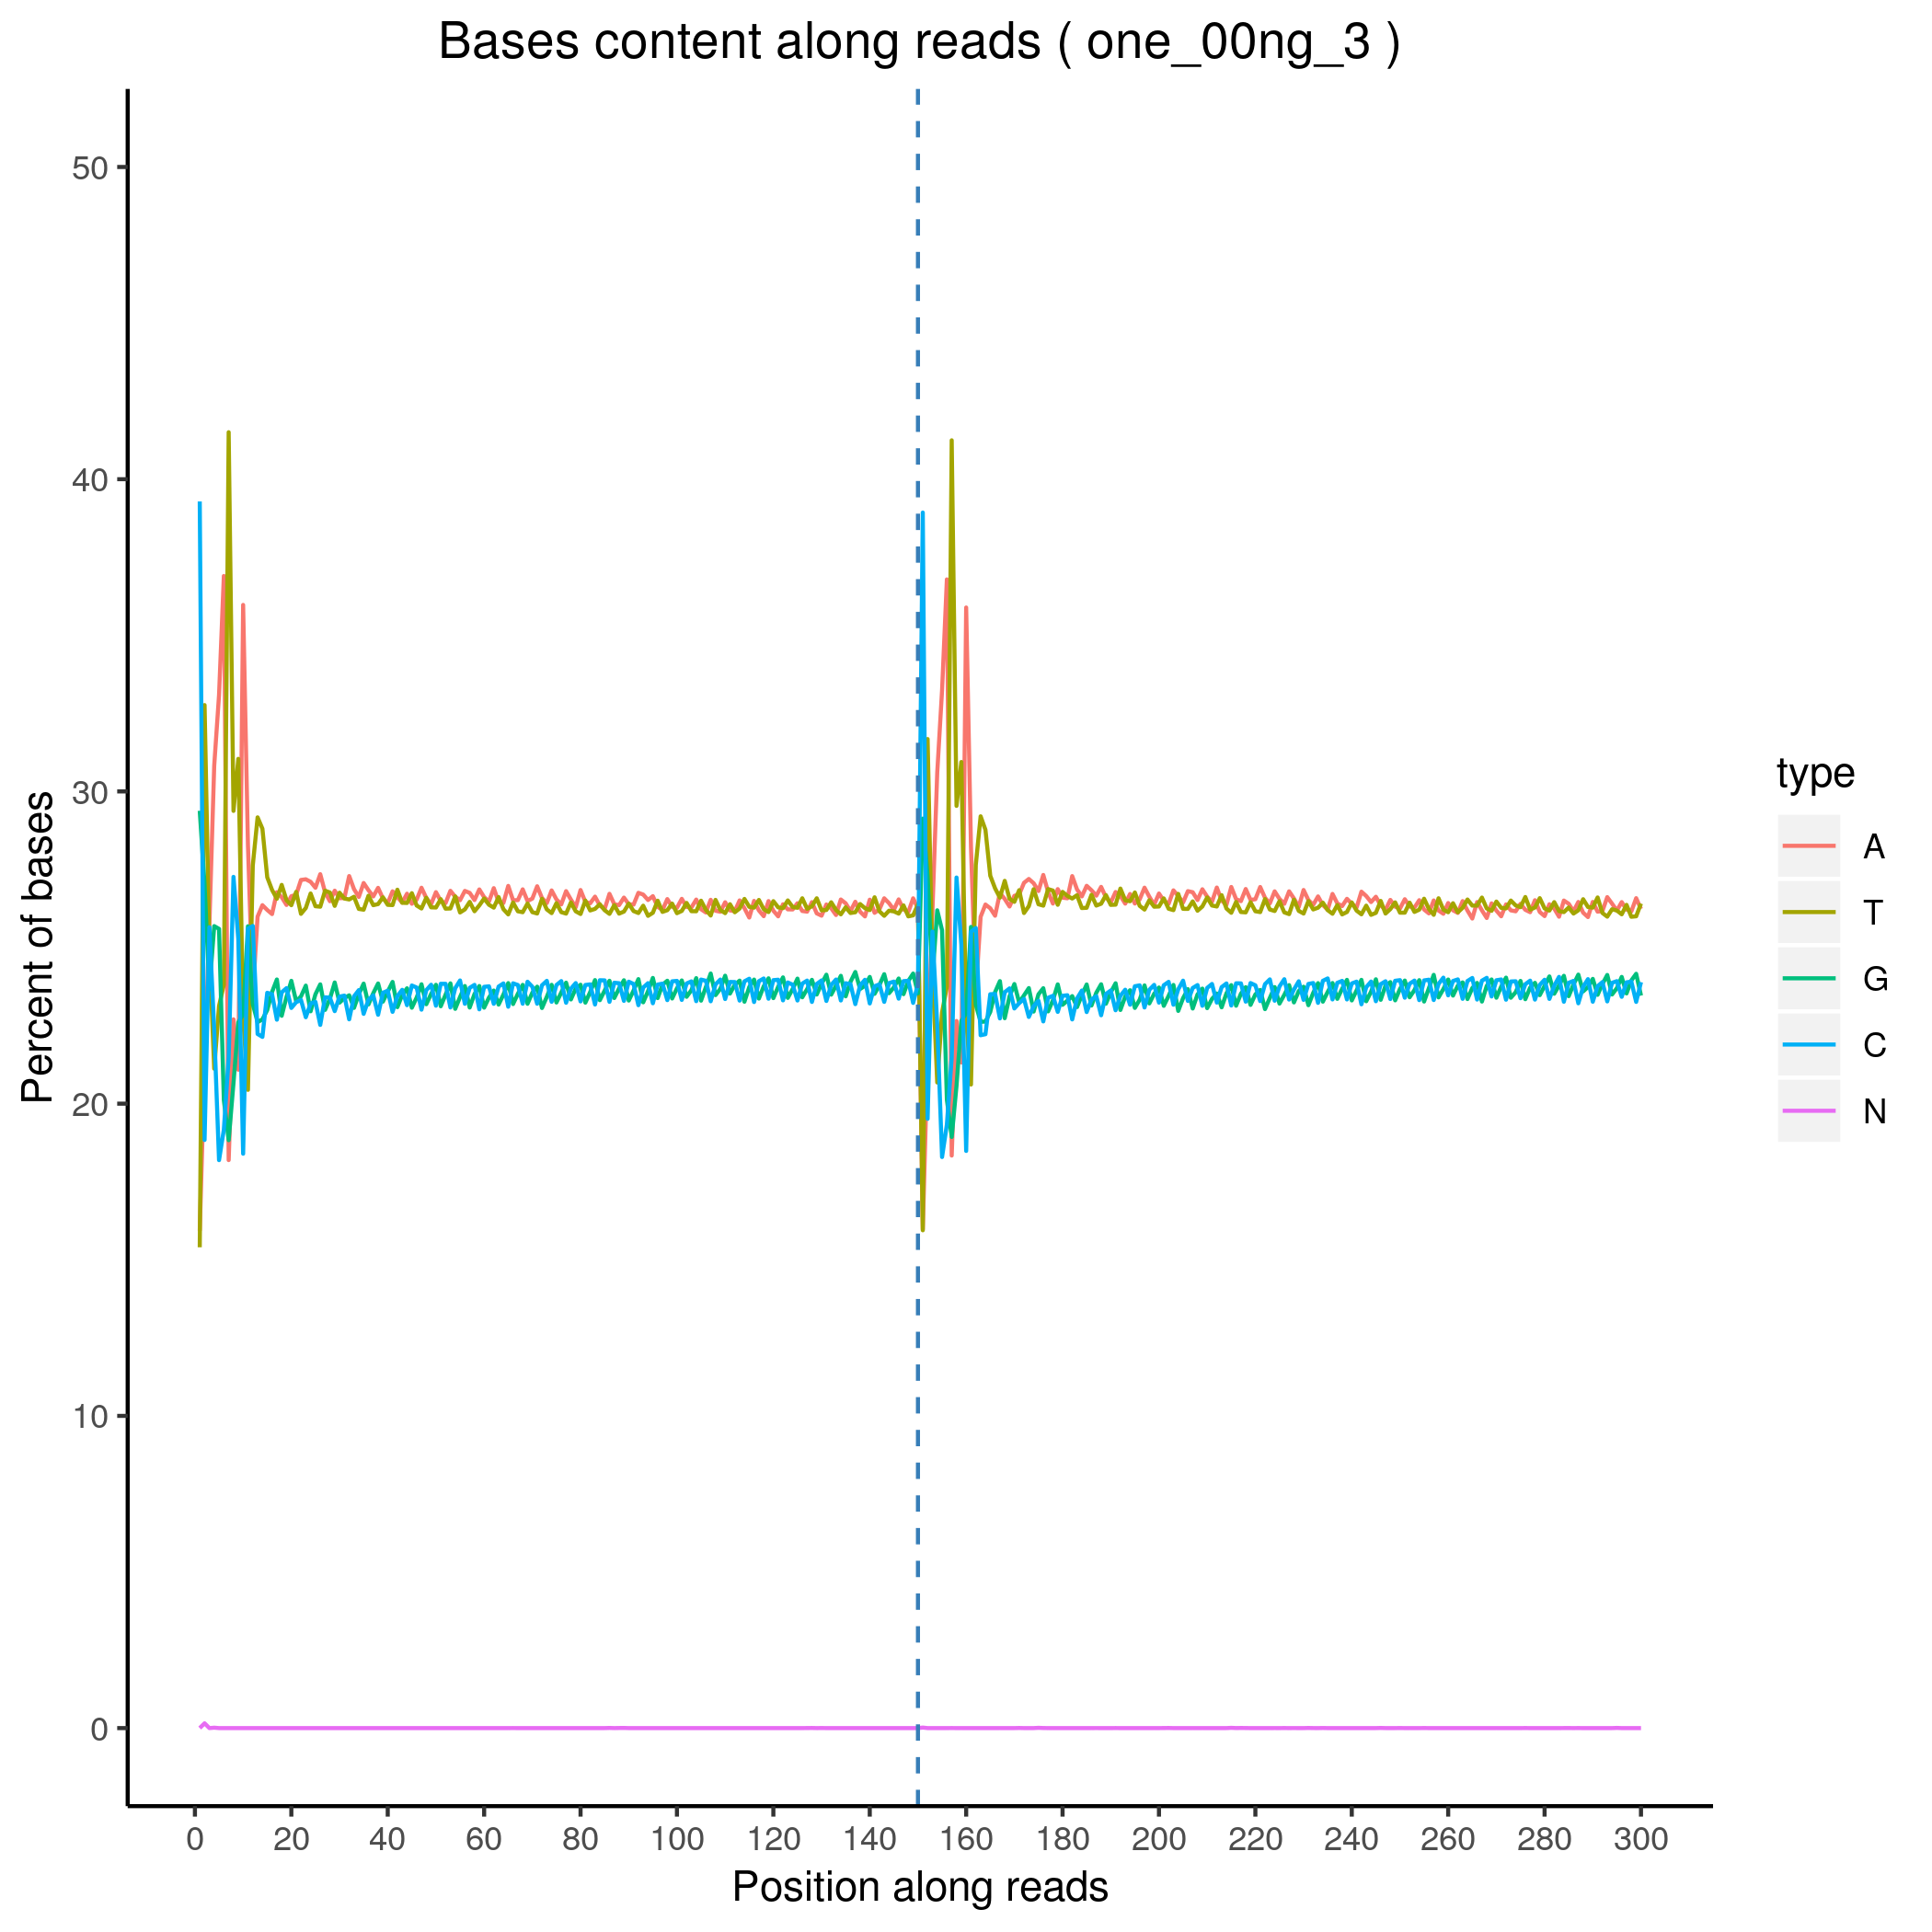 Bases content along reads ( one_00ng_3 )
Percent of bases
50
40
30
20
10
0
0 20 40 60 80 100 120 140 160 180 200 220 240 260 280 300
Position along reads
type
A
T
G
C
N